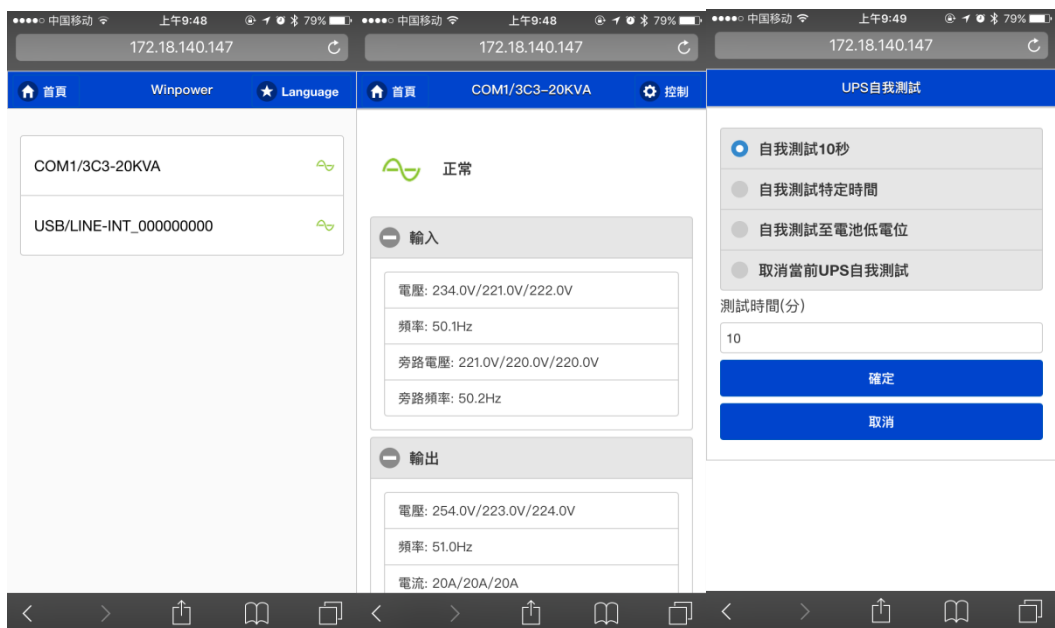 中国移动
上午9:48
79%
172.18.140.147
首頁
Winpower
Language
COM1/3C3-20KVA
USB/LINE-INT_000000000
中国移动
上午9:48
79%
172.18.140.147
首頁
COM1/3C3-20KVA
控制
正常
輸入
電壓: 234.0V/221.0V/222.0V
頻率: 50.1Hz
旁路電壓: 221.0V/220.0V/220.0V
旁路頻率: 50.2Hz
輸出
電壓: 254.0V/223.0V/224.0V
頻率: 51.0Hz
電流: 20A/20A/20A
中国移动
上午9:49
79%
172.18.140.147
UPS自我測試
自我測試10秒
自我測試特定時間
自我測試至電池低電位
取消當前UPS自我測試
測試時間(分)
10
確定
取消